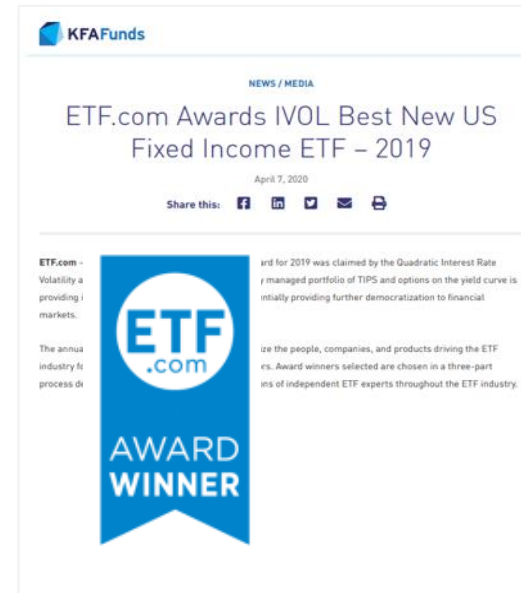 KFAFunds
NEWS / MEDIA
ETF.com Awards IVOL Best New US
Fixed Income ETF – 2019
April 7, 2020
Share this:
ETF.com - ard for 2019 was claimed by the Quadratic Interest Rate
Volatility a y managed portfolio of TIPS and options on the yield curve is
providing i ntially providing further democratization to financial
markets.
The annua ize the people, companies, and products driving the ETF
industry fo rs. Award winners selected are chosen in a three-part
process de ns of independent ETF experts throughout the ETF industry.
ETF
.com
AWARD
WINNER